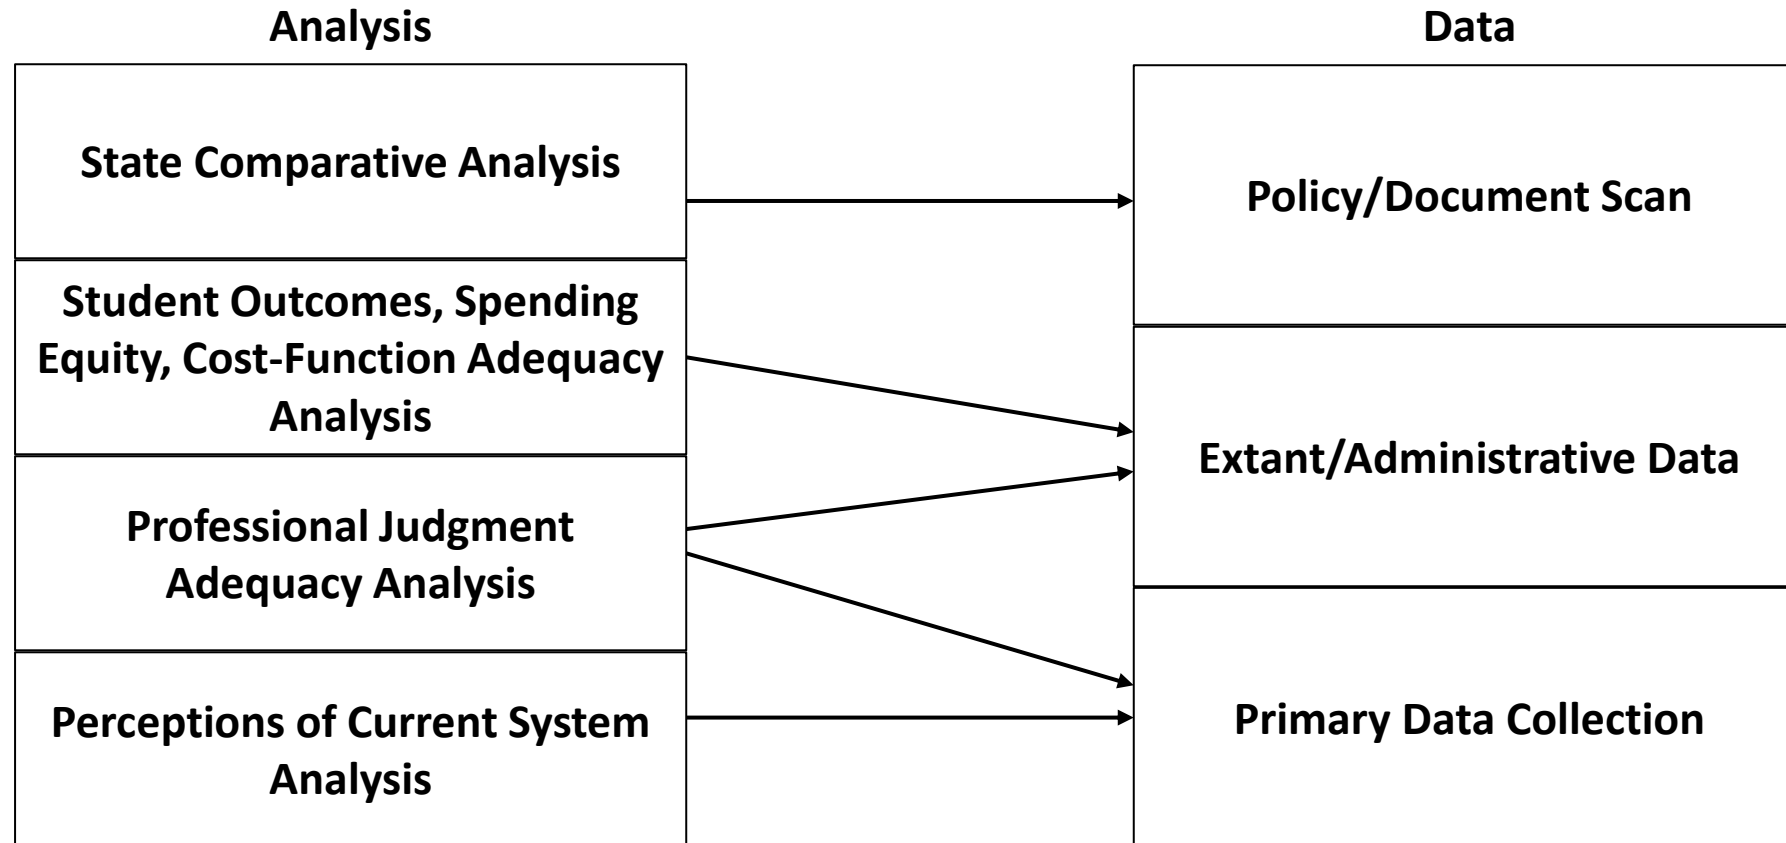 Analysis
State Comparative Analysis
Student Outcomes, Spending
Equity, Cost-Function Adequacy
Analysis
Professional Judgment
Adequacy Analysis
Perceptions of Current System
Analysis
Data
Policy/Document Scan
Extant/Administrative Data
Primary Data Collection